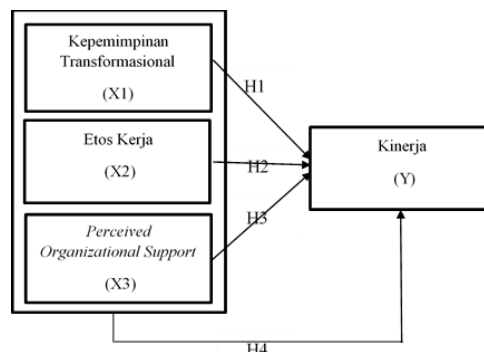 Kepemimpinan
Transformasional
(X1)
H1
Etos Kerja
(X2)
H2
Kinerja
(Y)
Perceived
Organizational Support
(X3)
H3
H4